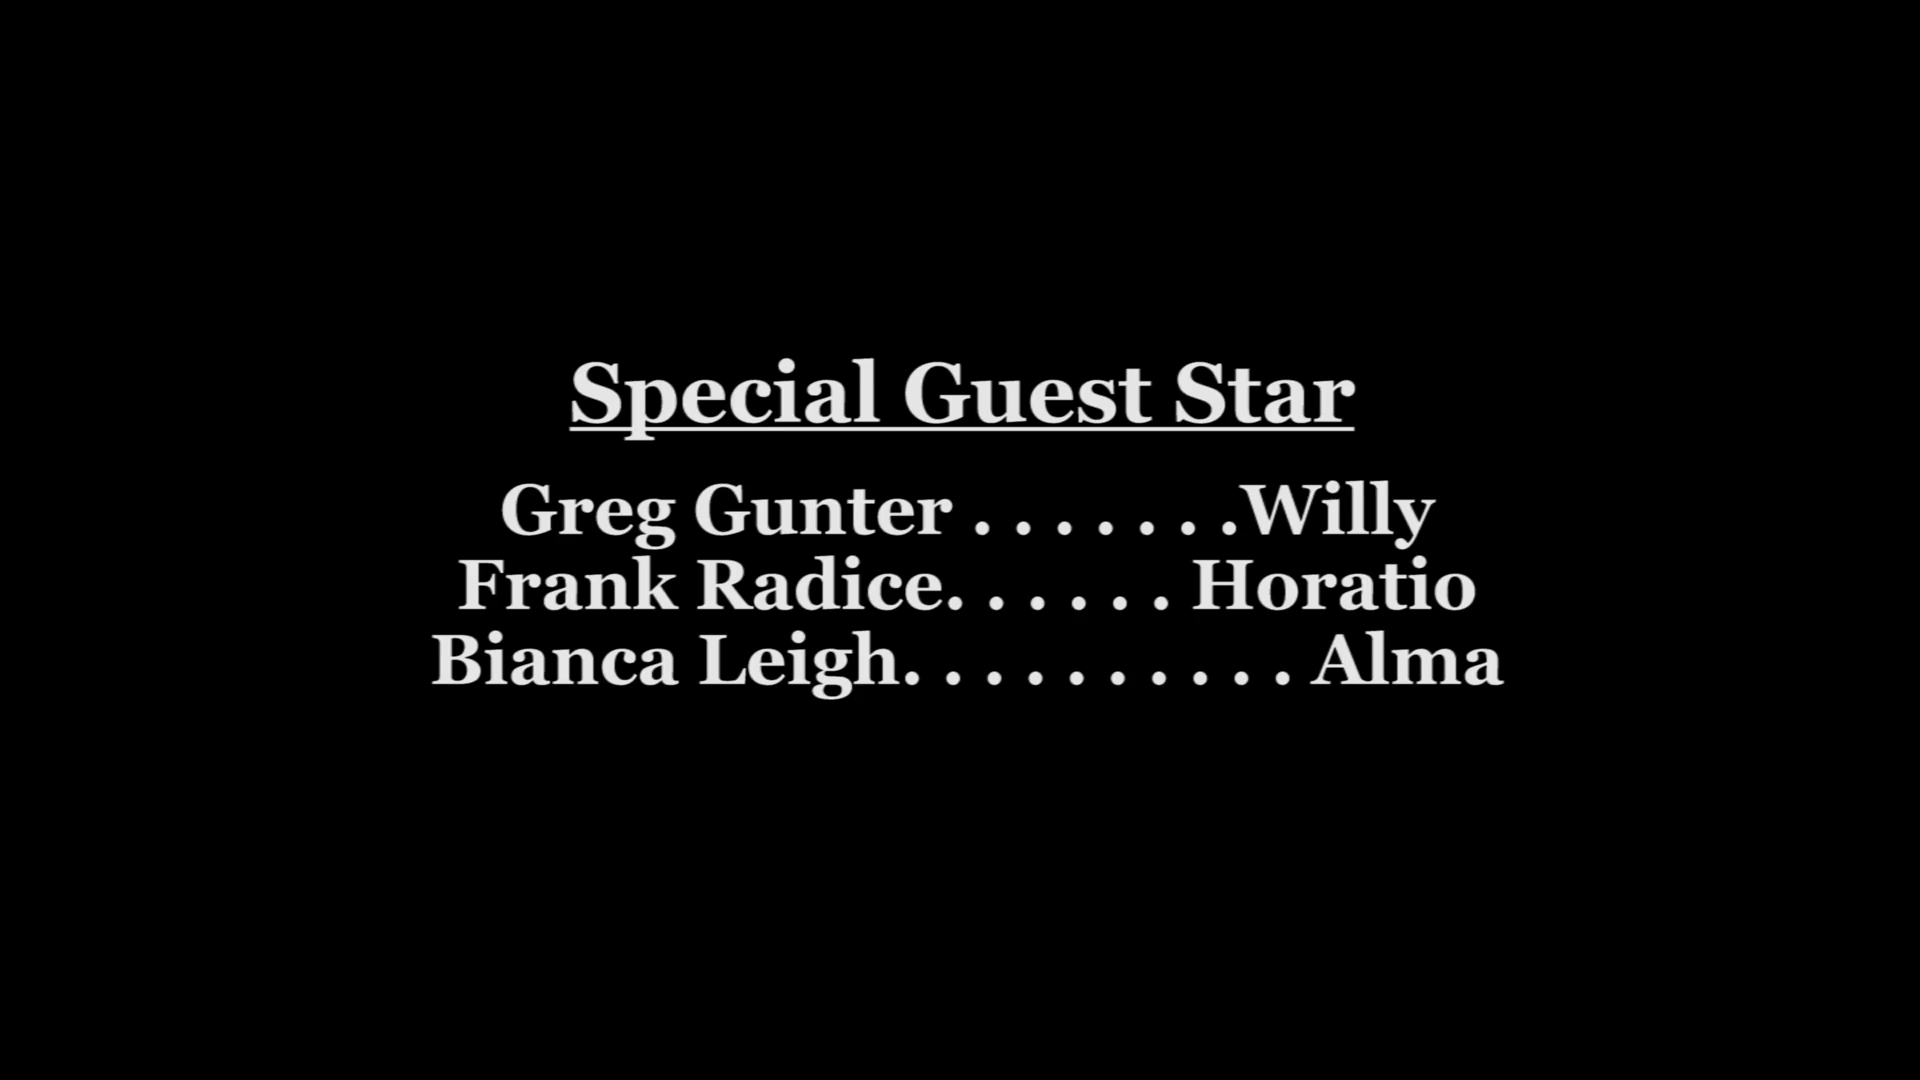 Special Guest Star
Greg Gunter . . . . . . .Willy
Frank Radice. . . . . . Horatio
Bianca Leigh. . . . . . . . . . Alma